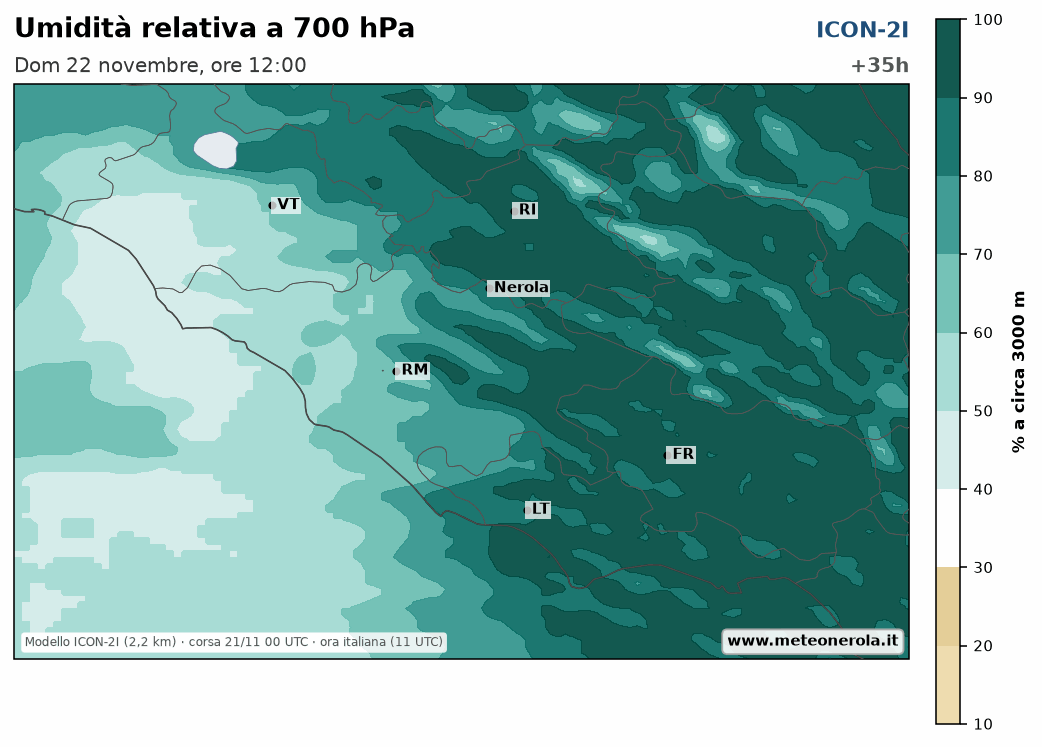 Umidità relativa a 700 hPa
ICON-2I
Dom 22 novembre, ore 12:00
+35h
VT
RI
Nerola
RM
FR
LT
Modello ICON-2I (2,2 km) · corsa 21/11 00 UTC · ora italiana (11 UTC)
www.meteonerola.it
100
90
80
70
60
50
40
30
20
10
% a circa 3000 m